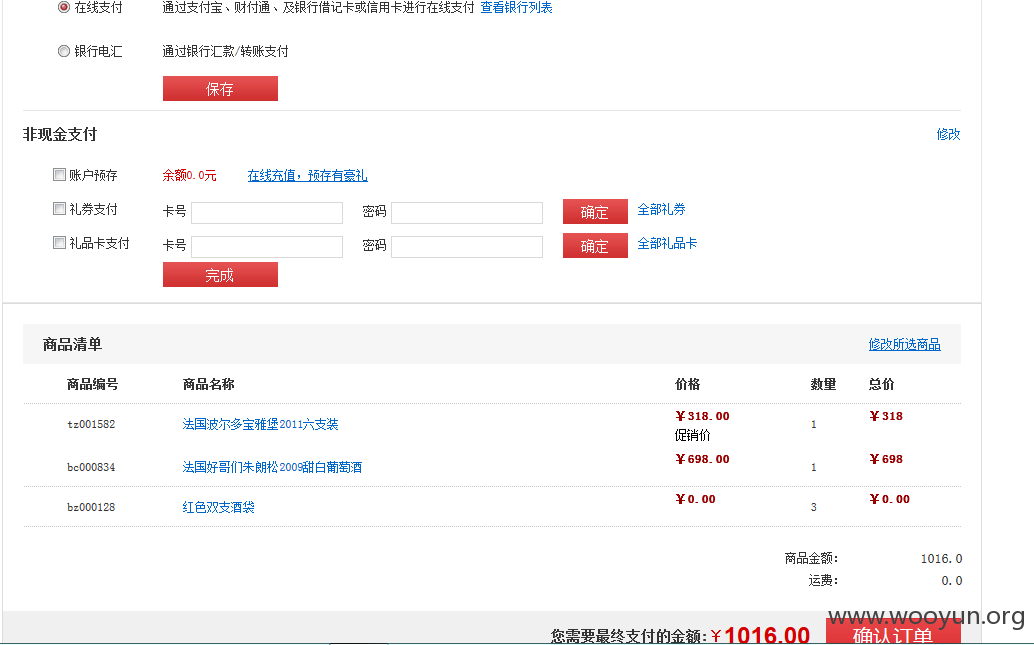 在线支付 通过支付宝、财付通、及银行借记卡或信用卡进行在线支付 查看银行列表
银行电汇 通过银行汇款/转账支付
保存
非现金支付 修改
账户预存 余额0.0元 在线充值，预存有豪礼
礼券支付 卡号 密码 确定 全部礼券
礼品卡支付 卡号 密码 确定 全部礼品卡
完成
商品清单 修改所选商品
商品编号 商品名称 价格 数量 总价
tz001582 法国波尔多宝雅堡2011六支装 ￥318.00 1 ￥318
促销价
bc000834 法国好哥们朱朗松2009甜白葡萄酒 ￥698.00 1 ￥698
bz000128 红色双支酒袋 ￥0.00 3 ￥0.00
商品金额： 1016.0
运费： 0.0
www.wooyun.org
您需要最终支付的金额：￥1016.00 确认订单